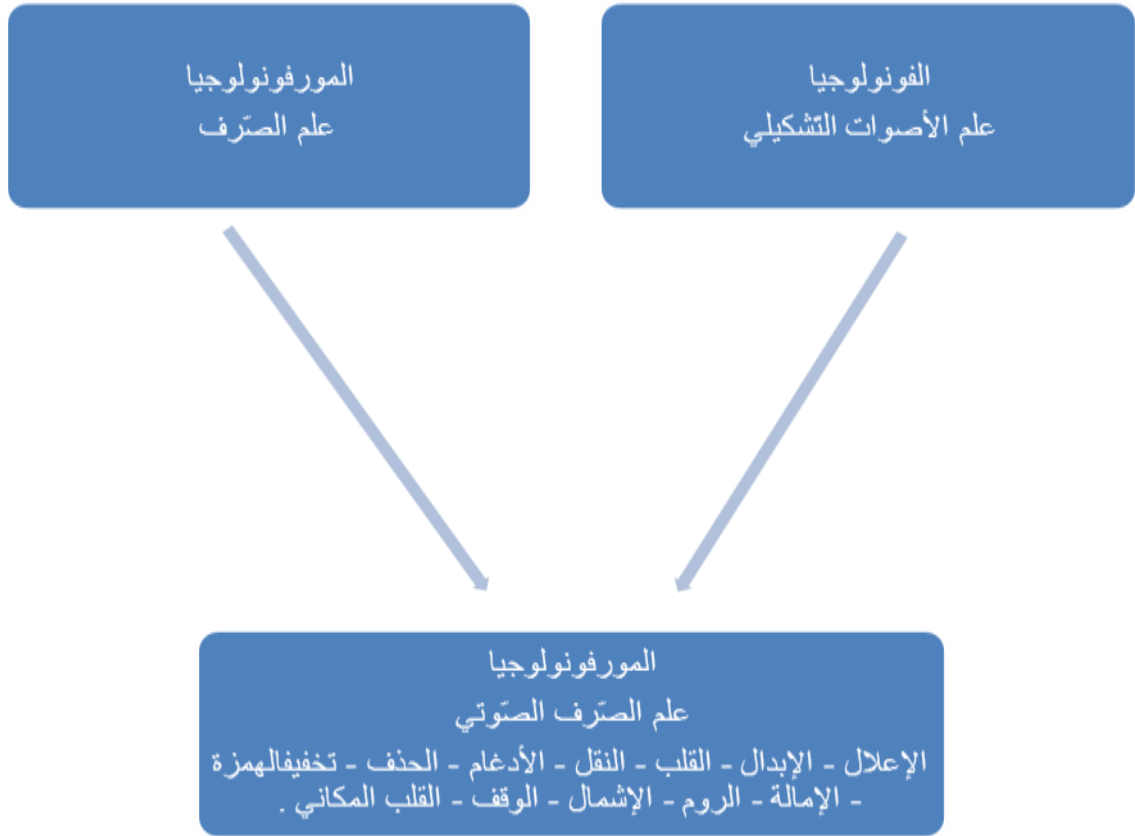 الفونولوجيا
علم الأصوات التّشكيلي
المورفونولوجيا
علم الصّرف
المورفونولوجيا
علم الصّرف الصّوتي
الإعلال - الإبدال - القلب - النقل - الأدغام - الحذف - تخفيفالهمزة
- الإمالة - الروم - الإشمال - الوقف - القلب المكاني .